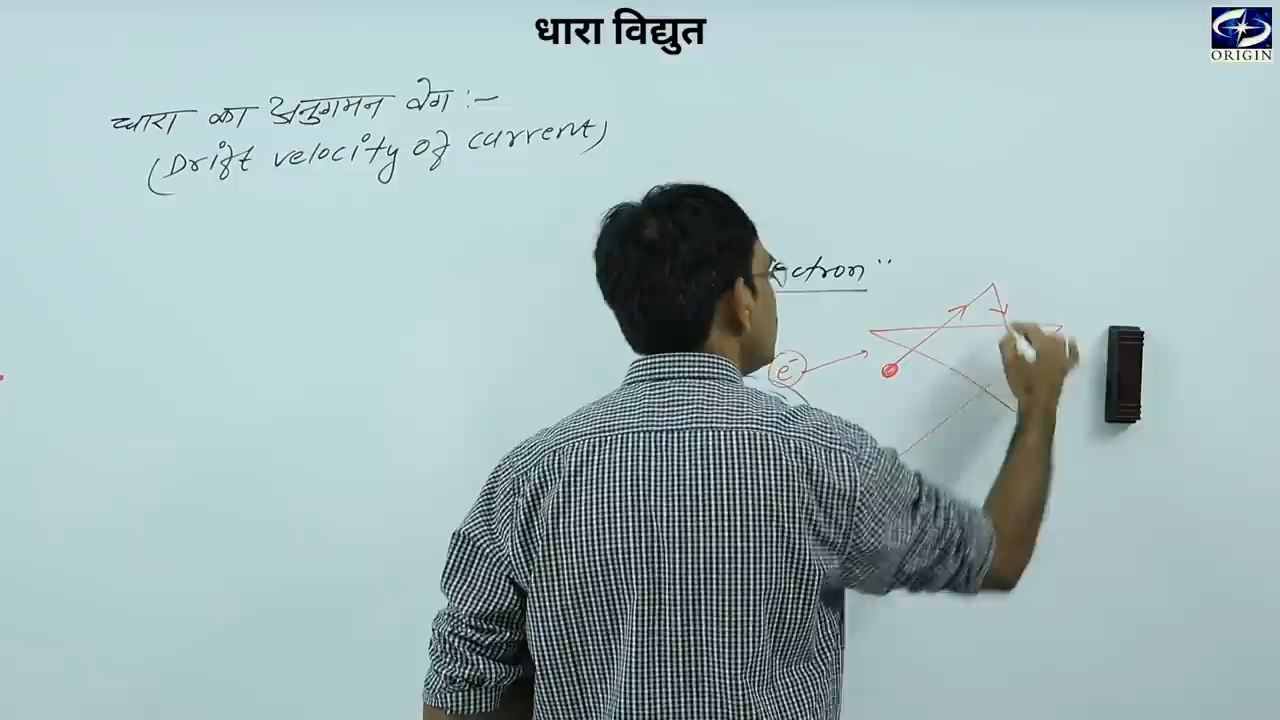 धारा विद्युत
ORIGIN
धारा का अनुगमन वेग :-
(Drift velocity of current)
e⁻